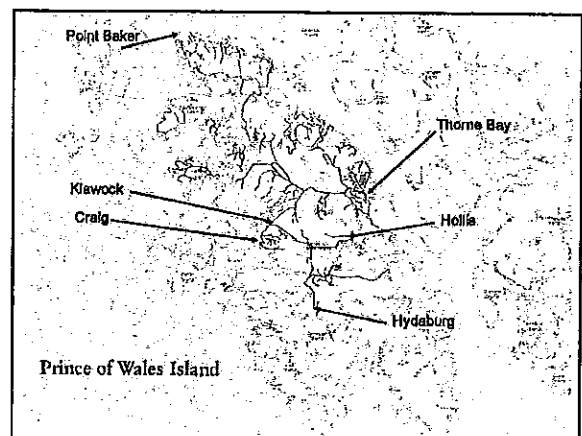 Point Baker
Thorne Bay
Klawock
Craig
Hollis
Hydaburg
Prince of Wales Island